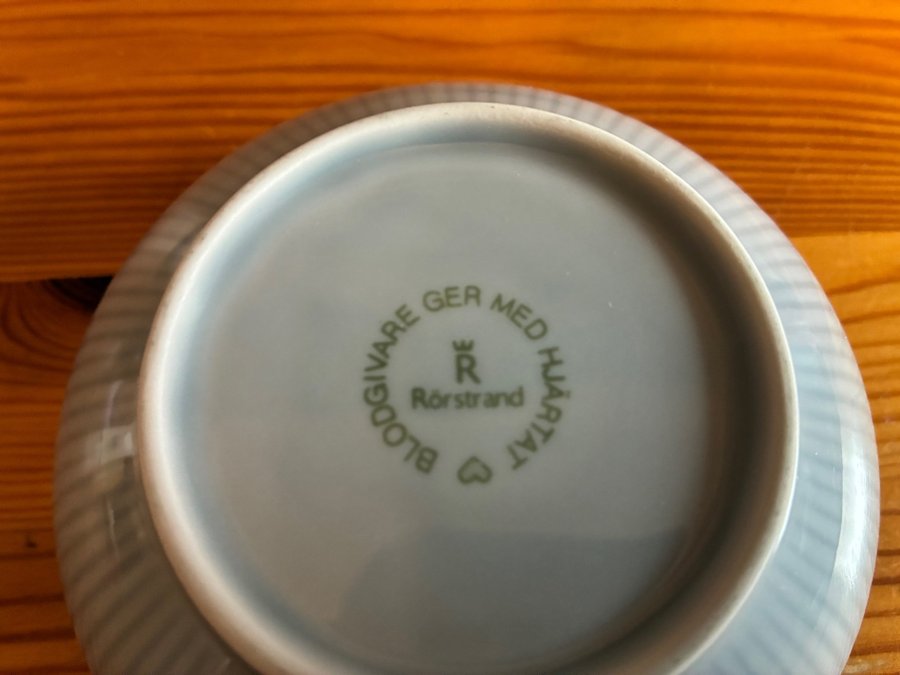 BLODGIVARE GER MED HJÄRTAT
R
Rörstrand